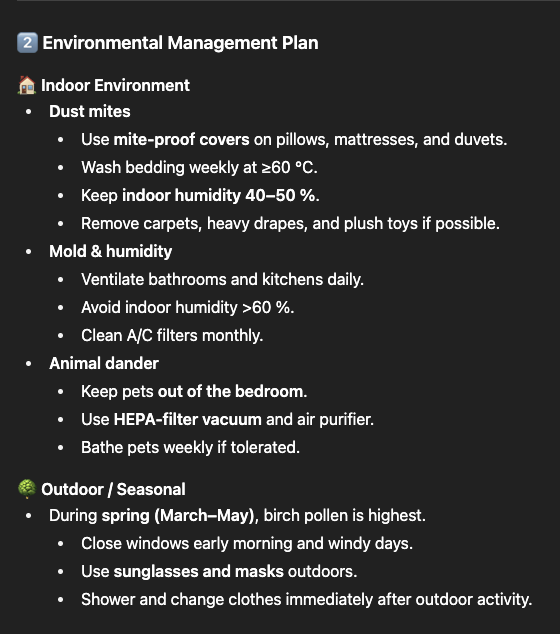 2️⃣ Environmental Management Plan
🏠 Indoor Environment
• Dust mites
• Use mite-proof covers on pillows, mattresses, and duvets.
• Wash bedding weekly at ≥60 °C.
• Keep indoor humidity 40–50 %.
• Remove carpets, heavy drapes, and plush toys if possible.
• Mold & humidity
• Ventilate bathrooms and kitchens daily.
• Avoid indoor humidity >60 %.
• Clean A/C filters monthly.
• Animal dander
• Keep pets out of the bedroom.
• Use HEPA-filter vacuum and air purifier.
• Bathe pets weekly if tolerated.
🌳 Outdoor / Seasonal
• During spring (March–May), birch pollen is highest.
• Close windows early morning and windy days.
• Use sunglasses and masks outdoors.
• Shower and change clothes immediately after outdoor activity.